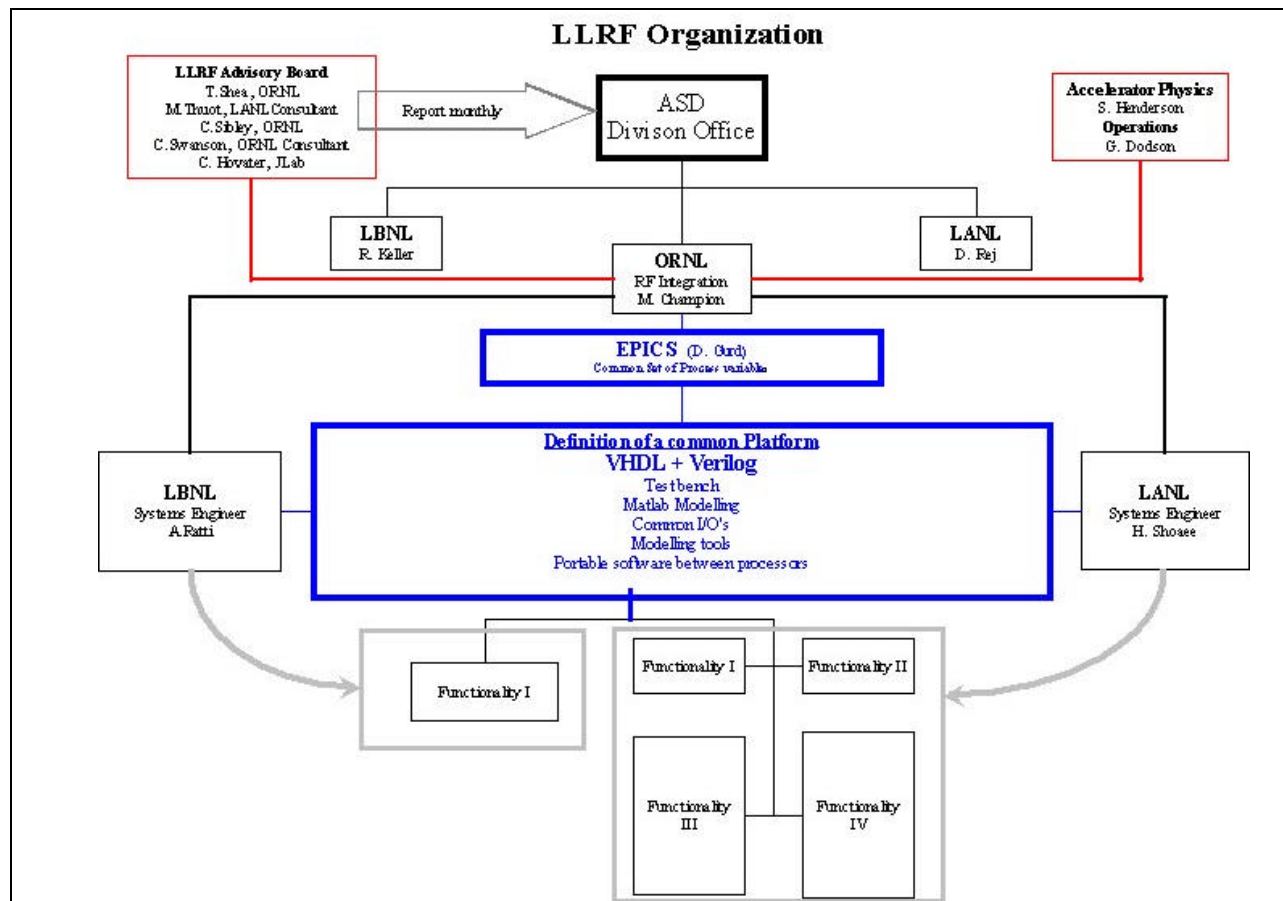 LLRF Organization
LLRF Advisory Board
T. Shea, ORNL
M. Thuot, LANL Consultant
C. Sibley, ORNL
C. Swanson, ORNL Consultant
C. Hovater, JLab
Report monthly
ASD
Divison Office
Accelerator Physics
S. Henderson
Operations
G. Dodson
LBNL
R. Keller
LANL
D. Rej
ORNL
RF Integration
M. Champion
EPICS (D. Gurd)
Common Set of Process variables
Definition of a common Platform
VHDL + Verilog
Test bench
Matlab Modelling
Common I/O's
Modelling tools
Portable software between processors
LBNL
Systems Engineer
A.Ratti
LANL
Systems Engineer
H. Shoaee
Functionality I
Functionality I
Functionality II
Functionality
III
Functionality
IV